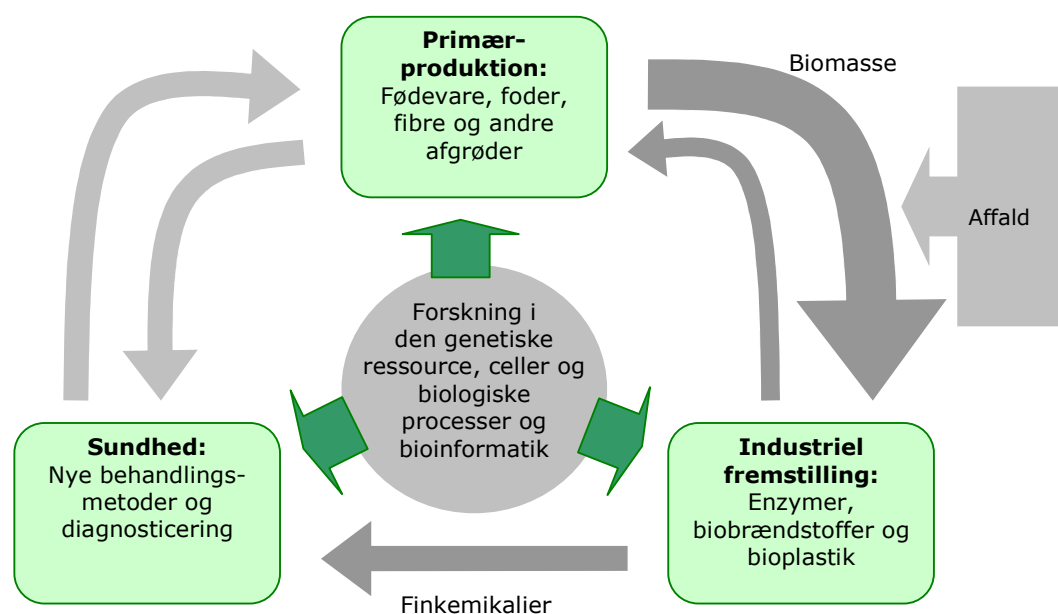 Primær-
produktion:
Fødevare, foder,
fibre og andre
afgrøder
Biomasse
Affald
Forskning i
den genetiske
ressource, celler og
biologiske
processer og
bioinformatik
Sundhed:
Nye behandlings-
metoder og
diagnosticering
Industriel
fremstilling:
Enzymer,
biobrændstoffer og
bioplastik
Finkemikalier